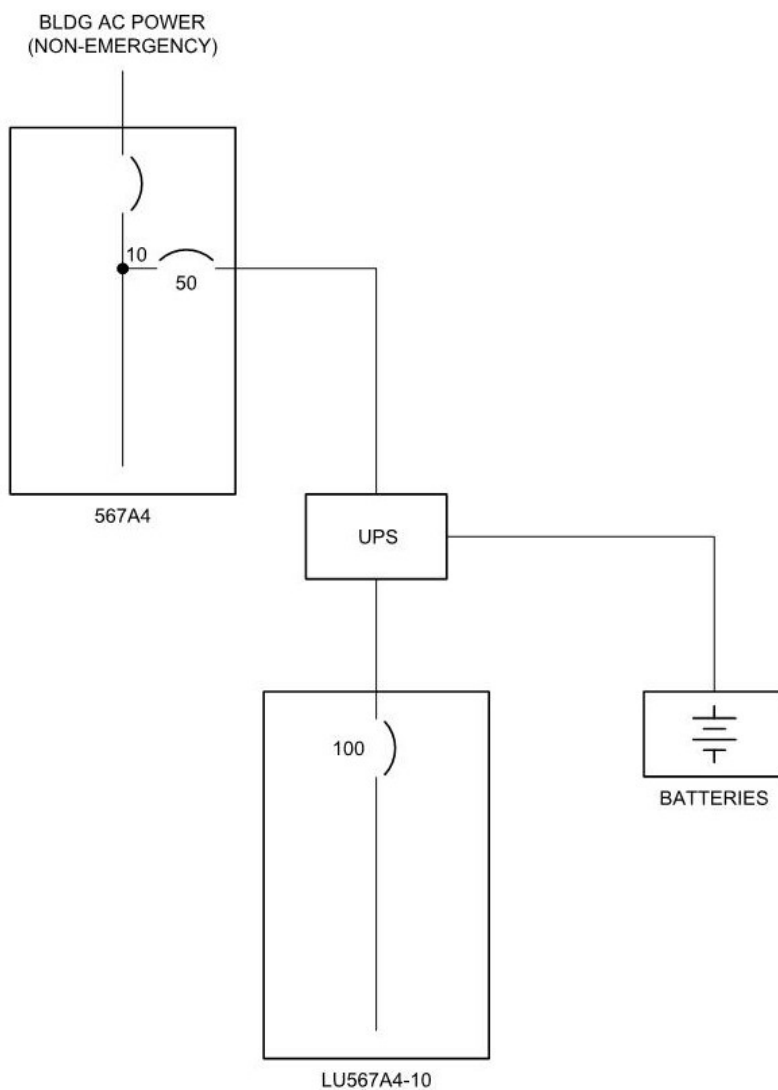 BLDG AC POWER
(NON-EMERGENCY)
10
50
567A4
UPS
100
BATTERIES
LU567A4-10